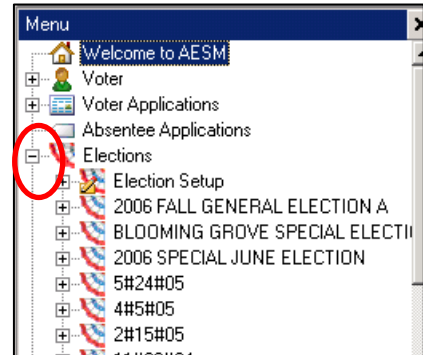 Menu
Welcome to AESM
Voter
Voter Applications
Absentee Applications
Elections
Election Setup
2006 FALL GENERAL ELECTION A
BLOOMING GROVE SPECIAL ELECTI
2006 SPECIAL JUNE ELECTION
5#24#05
4#5#05
2#15#05